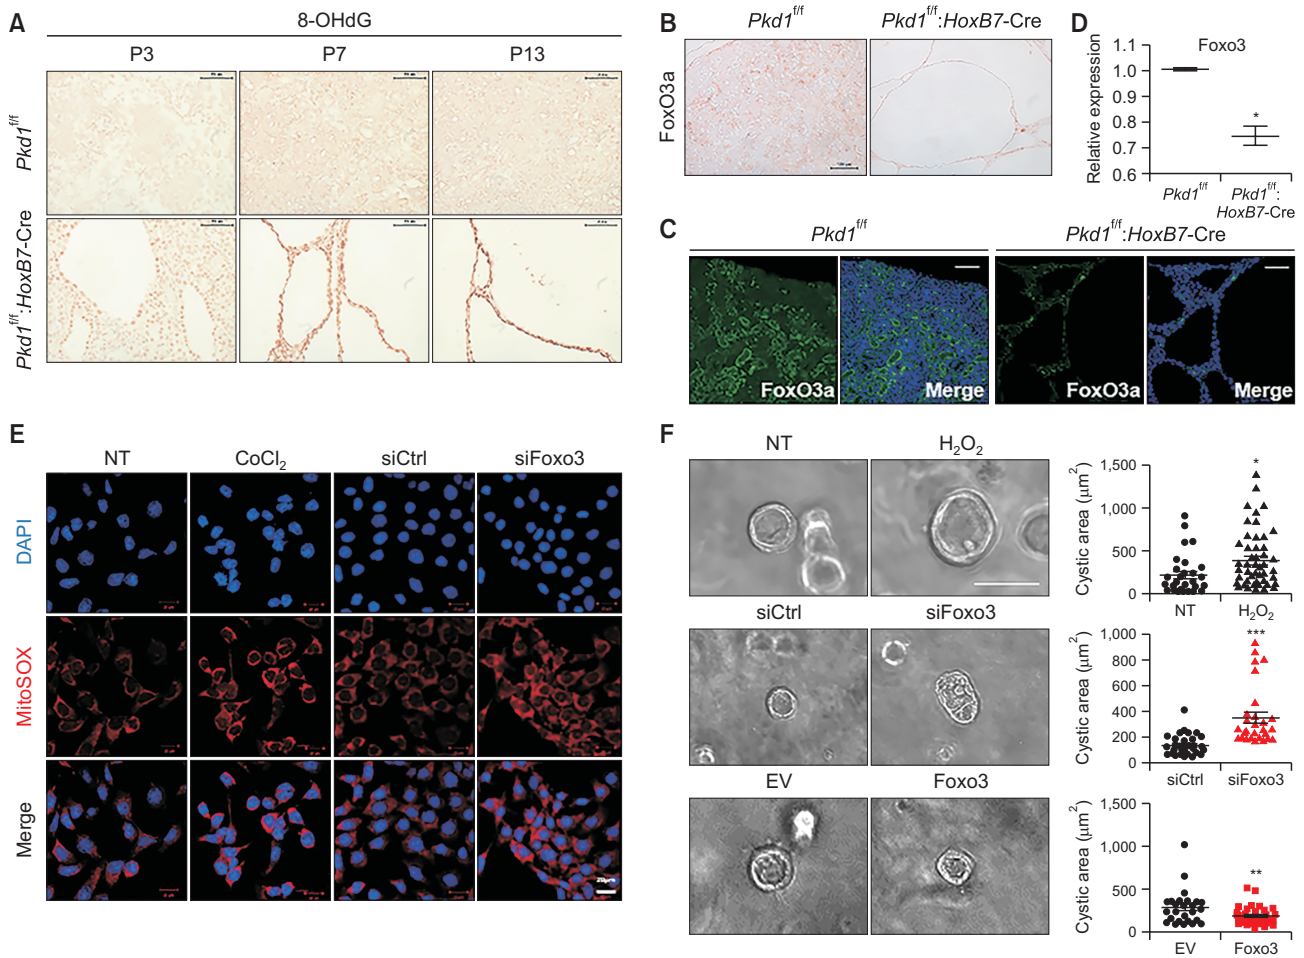 A
8-OHdG
P3 P7 P13
Pkd1f/f
Pkd1f/f:HoxB7-Cre
B
Pkd1f/f Pkd1f/f:HoxB7-Cre
FoxO3a
D
Foxo3
Relative expression
1.1
1.0
0.9
0.8
0.7
0.6
*
Pkd1f/f Pkd1f/f:
HoxB7-Cre
C
Pkd1f/f Pkd1f/f:HoxB7-Cre
FoxO3a Merge FoxO3a Merge
E
NT CoCl2 siCtrl siFoxo3
DAPI
MitoSOX
Merge
20μm
F
NT H2O2
Cystic area (μm2)
1,500
1,000
500
0
*
NT H2O2
siCtrl siFoxo3
Cystic area (μm2)
1,000
800
600
400
200
0
***
siCtrl siFoxo3
EV Foxo3
Cystic area (μm2)
1,500
1,000
500
0
**
EV Foxo3